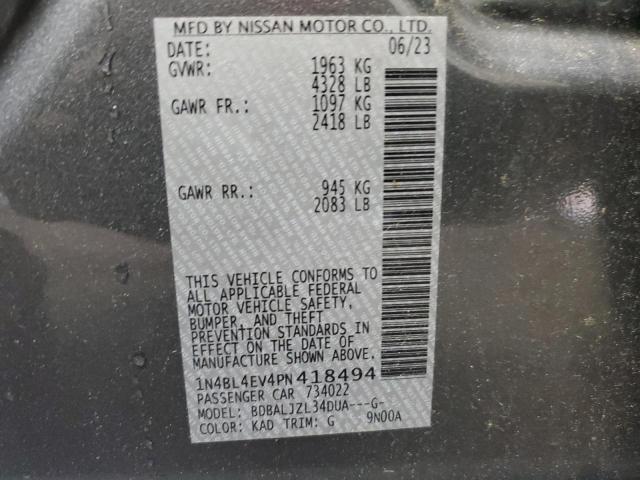 MFD BY NISSAN MOTOR CO., LTD.
DATE: 06/23
GVWR: 1963 KG
4328 LB
GAWR FR.: 1097 KG
2418 LB
GAWR RR.: 945 KG
2083 LB
THIS VEHICLE CONFORMS TO
ALL APPLICABLE FEDERAL
MOTOR VEHICLE SAFETY,
BUMPER, AND THEFT
PREVENTION STANDARDS IN
EFFECT ON THE DATE OF
MANUFACTURE SHOWN ABOVE.
1N4BL4EV4PN418494
PASSENGER CAR 734022
MODEL: BDBALJZL34DUA---G-
COLOR: KAD TRIM: G 9N00A